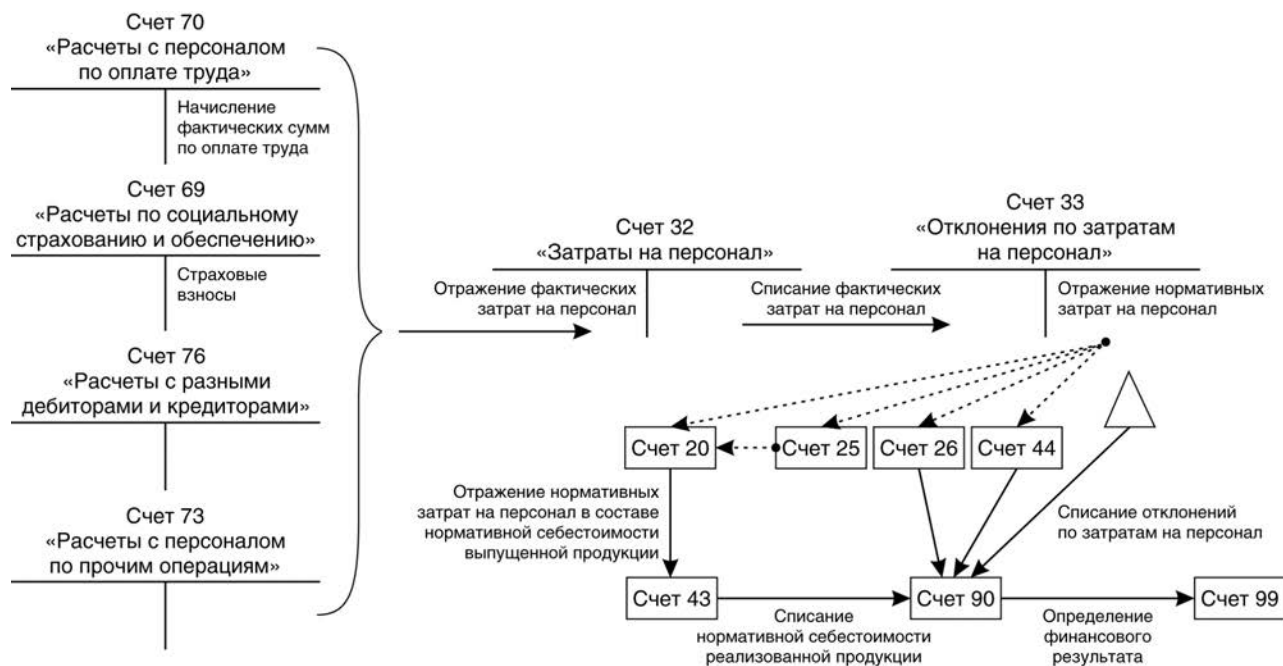 Счет 70
«Расчеты с персоналом
по оплате труда»
Начисление
фактических сумм
по оплате труда
Счет 69
«Расчеты по социальному
страхованию и обеспечению»
Страховые
взносы
Счет 76
«Расчеты с разными
дебиторами и кредиторами»
Счет 73
«Расчеты с персоналом
по прочим операциям»
Счет 32
«Затраты на персонал»
Отражение фактических
затрат на персонал
Списание фактических
затрат на персонал
Счет 33
«Отклонения по затратам
на персонал»
Отражение нормативных
затрат на персонал
Счет 20
Счет 25
Счет 26
Счет 44
Отражение нормативных
затрат на персонал в составе
нормативной себестоимости
выпущенной продукции
Списание отклонений
по затратам на персонал
Счет 43
Списание
нормативной себестоимости
реализованной продукции
Счет 90
Определение
финансового
результата
Счет 99